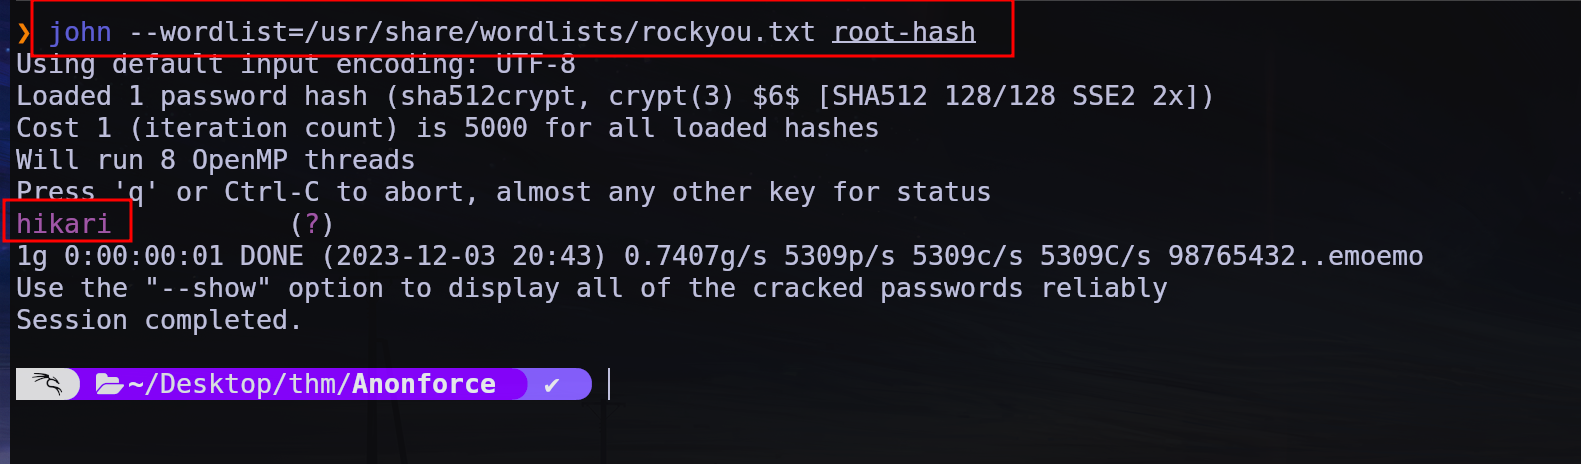 ❯ john --wordlist=/usr/share/wordlists/rockyou.txt root-hash
Using default input encoding: UTF-8
Loaded 1 password hash (sha512crypt, crypt(3) $6$ [SHA512 128/128 SSE2 2x])
Cost 1 (iteration count) is 5000 for all loaded hashes
Will run 8 OpenMP threads
Press 'q' or Ctrl-C to abort, almost any other key for status
hikari           (?)
1g 0:00:00:01 DONE (2023-12-03 20:43) 0.7407g/s 5309p/s 5309c/s 5309C/s 98765432..emoemo
Use the "--show" option to display all of the cracked passwords reliably
Session completed.
~/Desktop/thm/Anonforce ✔